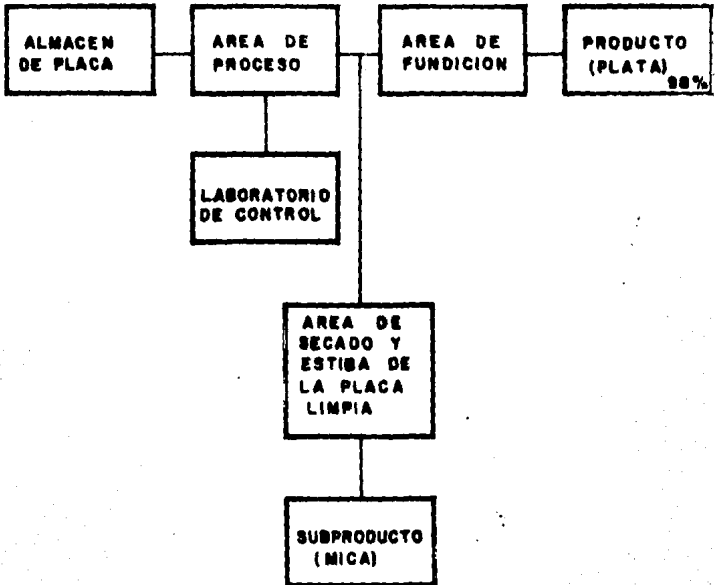 ALMACEN
DE PLACA
AREA DE
PROCESO
AREA DE
FUNDICION
PRODUCTO
(PLATA)
98%
LABORATORIO
DE CONTROL
AREA DE
SECADO Y
ESTIBA DE
LA PLACA
LIMPIA
SUBPRODUCTO
(MICA)